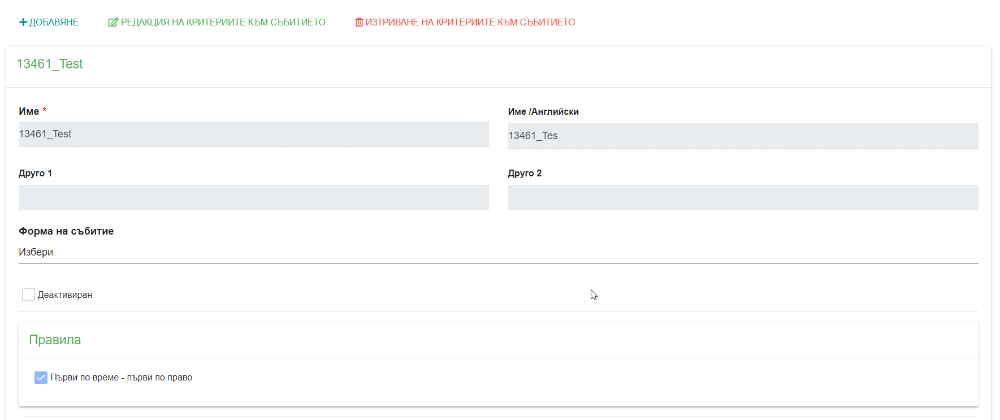 ДОБАВЯНЕ РЕДАКЦИЯ НА КРИТЕРИИТЕ КЪМ СЪБИТИЕТО ИЗТРИВАНЕ НА КРИТЕРИИТЕ КЪМ СЪБИТИЕТО
13461_Test
Име * Име /Английски
13461_Test 13461_Tes
Друго 1 Друго 2
Форма на събитие
Избери
Деактивиран
Правила
Първи по време - първи по право